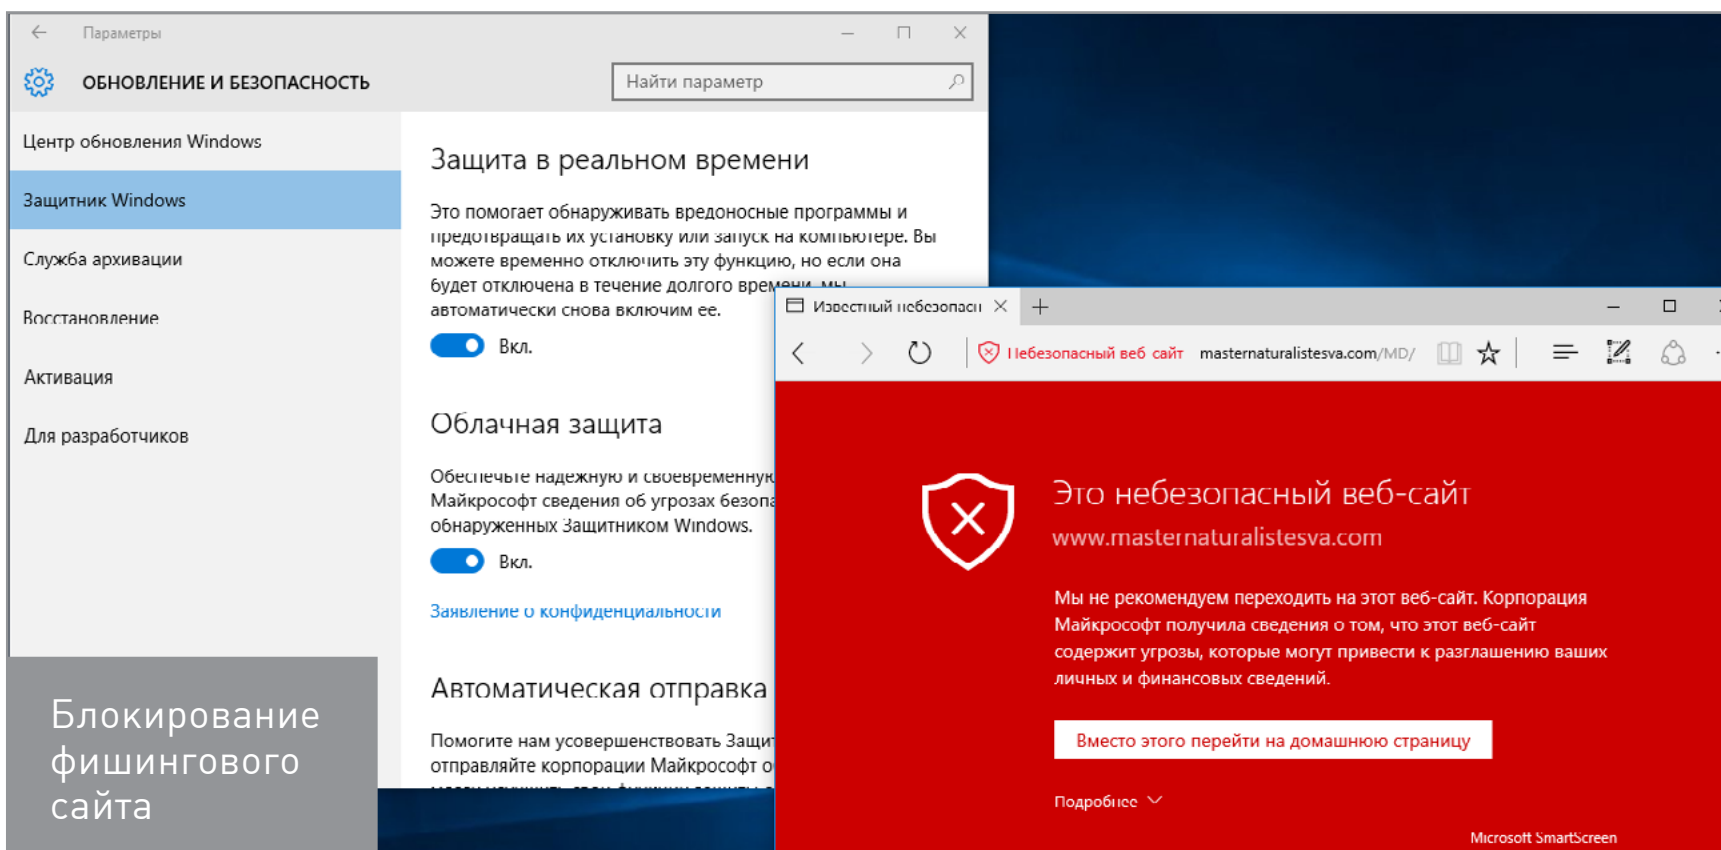 Параметры
ОБНОВЛЕНИЕ И БЕЗОПАСНОСТЬ
Найти параметр
Центр обновления Windows
Защитник Windows
Служба архивации
Восстановление
Активация
Для разработчиков
Защита в реальном времени
Это помогает обнаруживать вредоносные программы и
предотвращать их установку или запуск на компьютере. Вы
можете временно отключить эту функцию, но если она
будет отключена в течение долгого времени, мы
автоматически снова включим ее.
Вкл.
Облачная защита
Обеспечьте надежную и своевременную
Майкрософт сведения об угрозах
обнаруженных Защитником Windows.
Вкл.
Заявление о конфиденциальности
Автоматическая отправка
Помогите нам усовершенствовать
отправляйте корпорации Майкрософт
Известный
Небезопасный веб сайт masternaturalistesva.com/MD/
Это небезопасный веб-сайт
www.masternaturalistesva.com
Мы не рекомендуем переходить на этот веб-сайт. Корпорация
Майкрософт получила сведения о том, что этот веб-сайт
содержит угрозы, которые могут привести к разглашению ваших
личных и финансовых сведений.
Вместо этого перейти на домашнюю страницу
Подробнее
Microsoft SmartScreen
Блокирование
фишингового
сайта